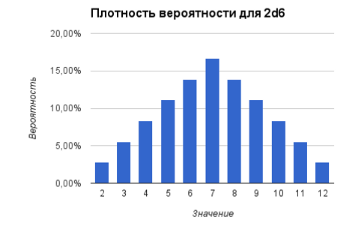 Плотность вероятности для 2d6
20,00%
15,00%
10,00%
5,00%
0,00%
Вероятность
2 3 4 5 6 7 8 9 10 11 12
Значение